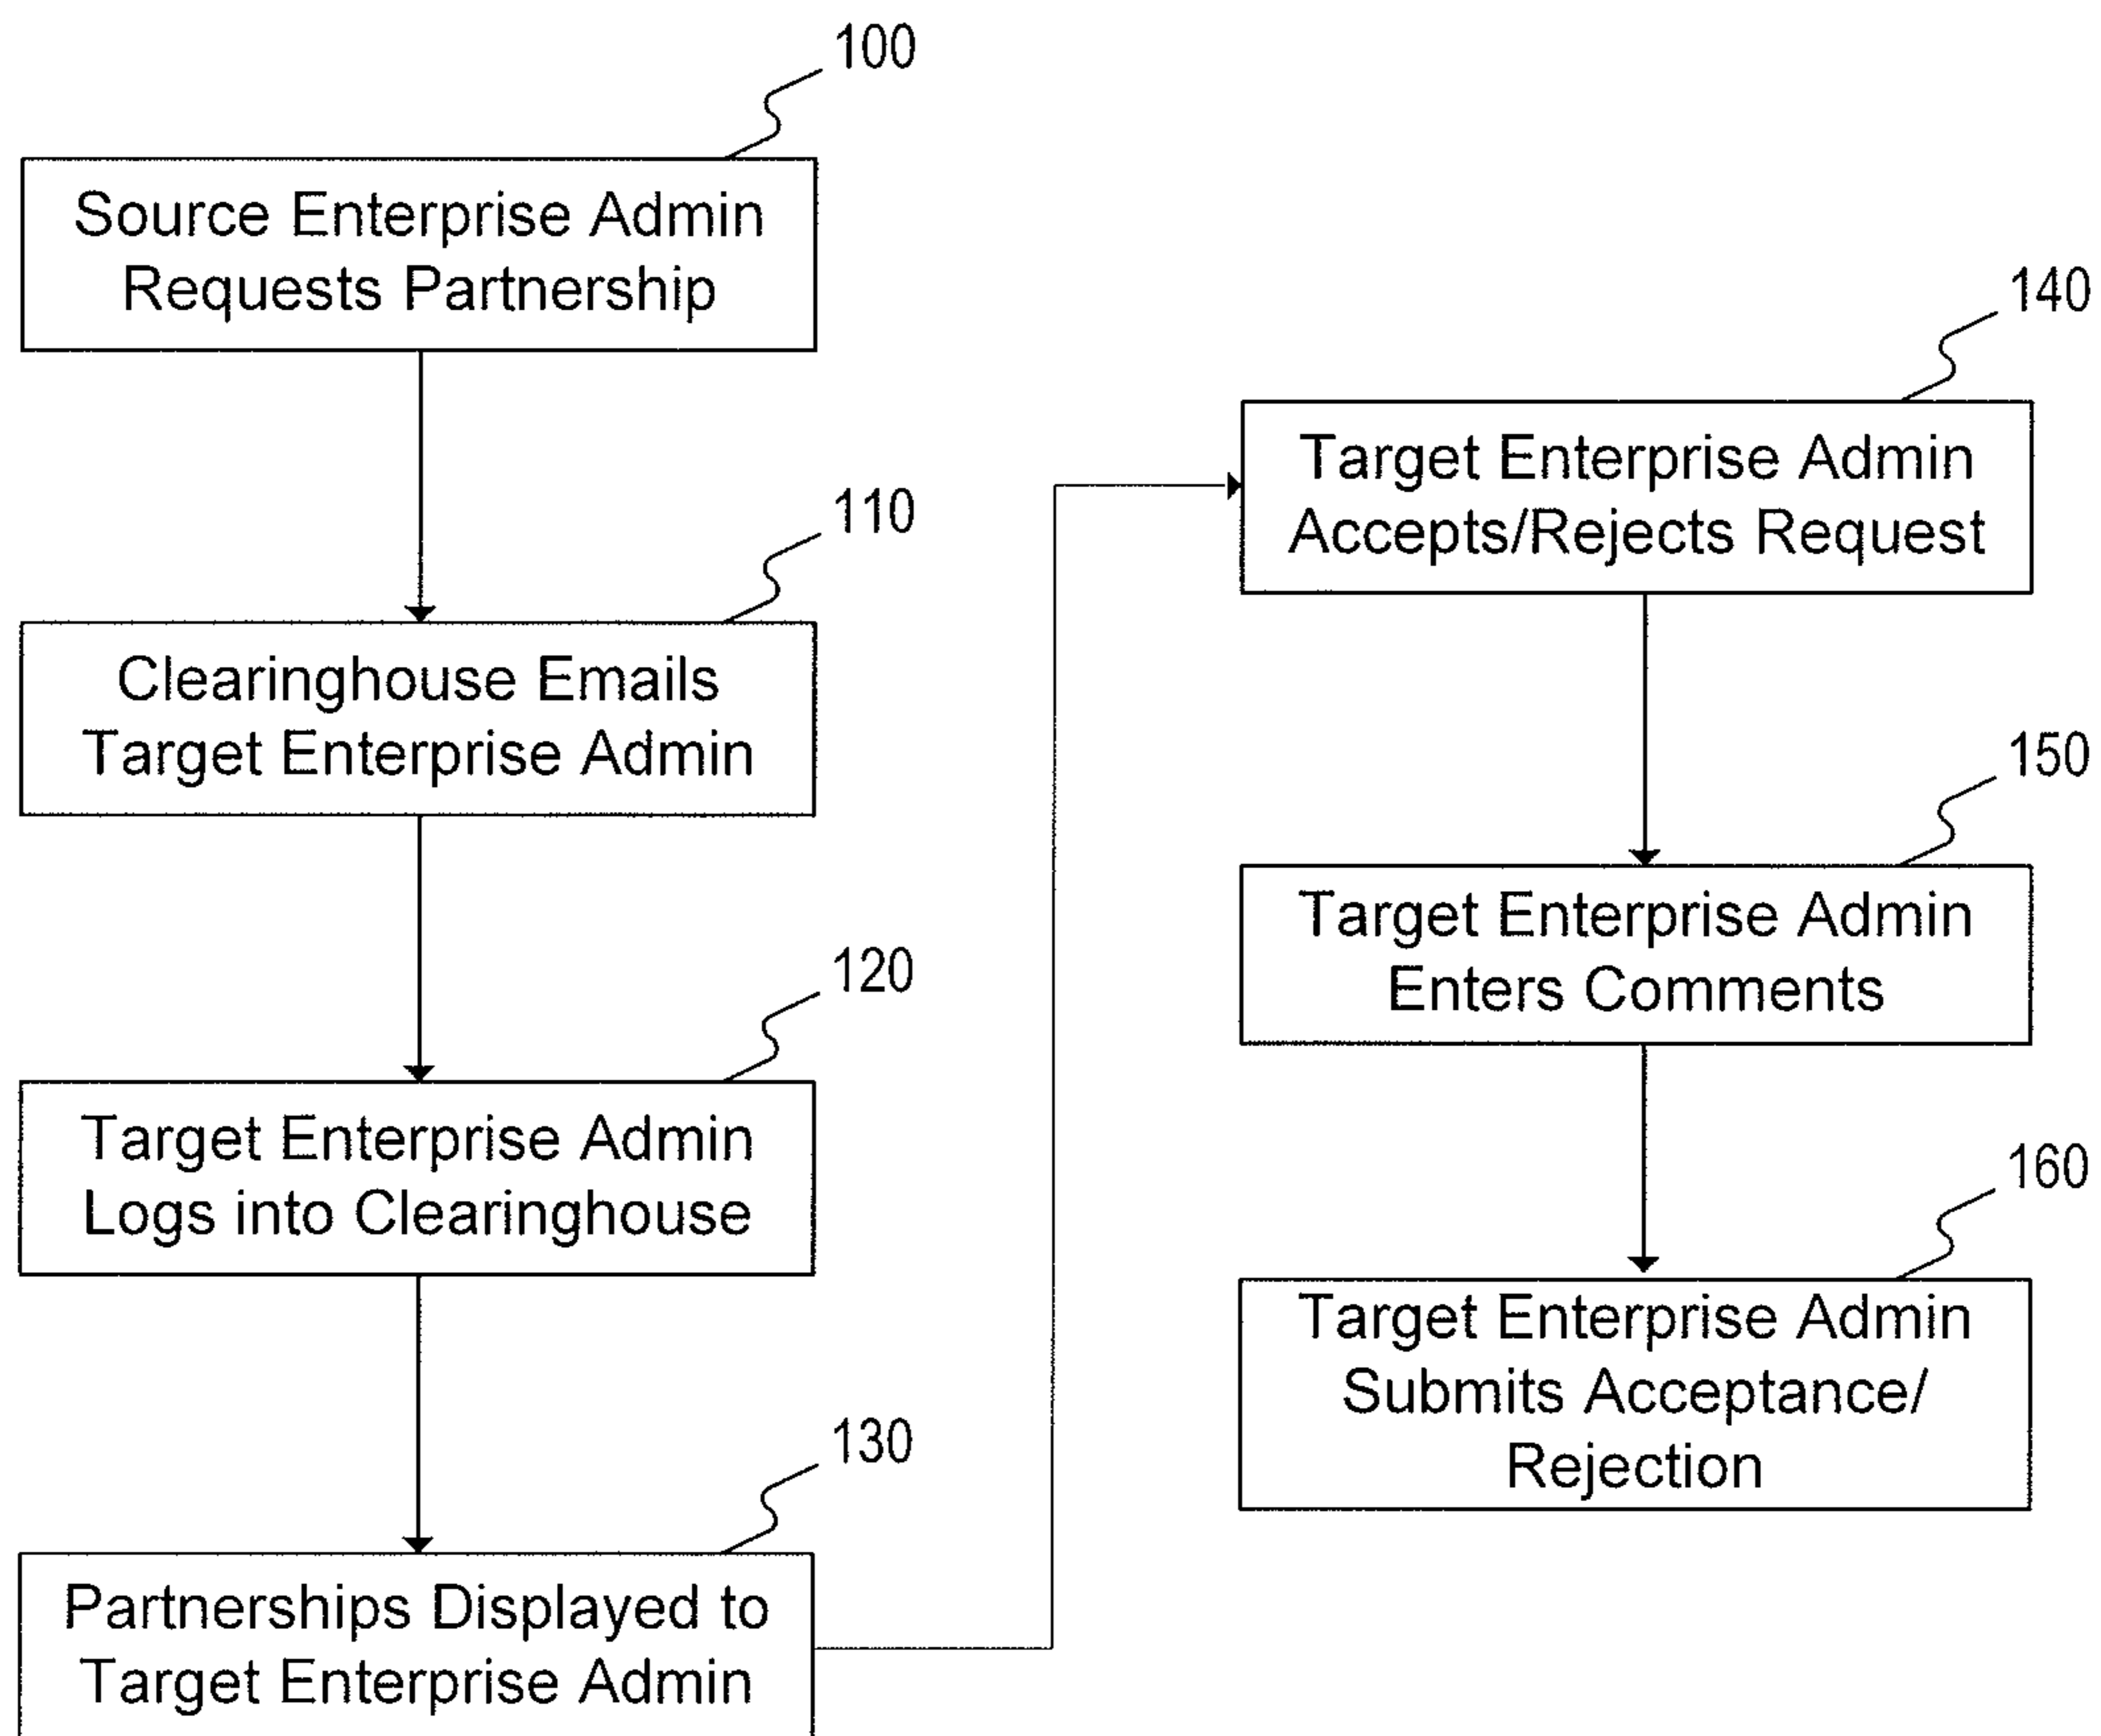 100
Source Enterprise Admin
Requests Partnership
110
Clearinghouse Emails
Target Enterprise Admin
120
Target Enterprise Admin
Logs into Clearinghouse
130
Partnerships Displayed to
Target Enterprise Admin
140
Target Enterprise Admin
Accepts/Rejects Request
150
Target Enterprise Admin
Enters Comments
160
Target Enterprise Admin
Submits Acceptance/
Rejection